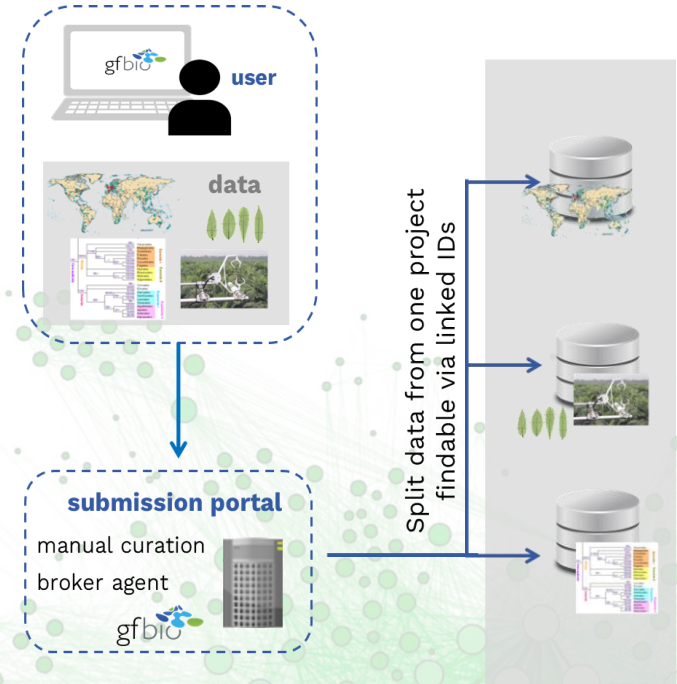 gfbio
user
data
submission portal
manual curation
broker agent
gfbio
Split data from one project
findable via linked IDs